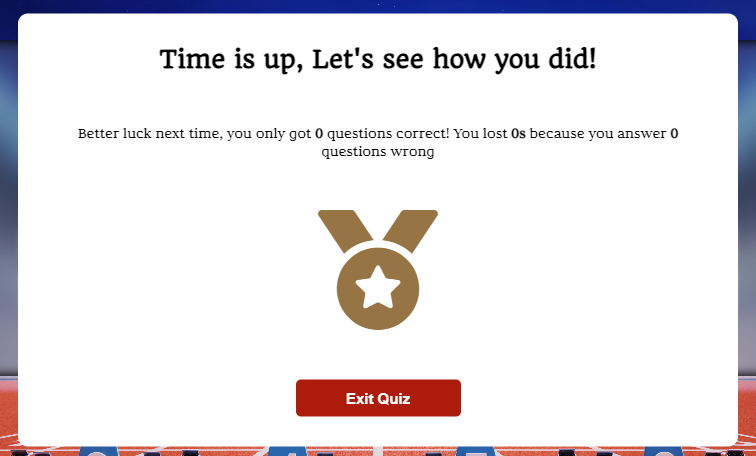 Time is up, Let's see how you did!
Better luck next time, you only got 0 questions correct! You lost 0s because you answer 0
questions wrong
Exit Quiz